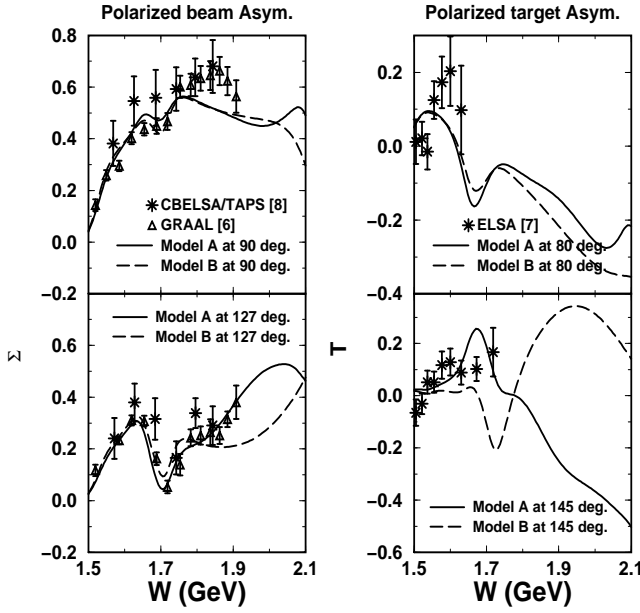 Polarized beam Asym.
Polarized target Asym.
0.8
0.6
0.4
0.2
0.0
−0.2
CBELSA/TAPS [8]
GRAAL [6]
Model A at 90 deg.
Model B at 90 deg.
0.2
0.0
−0.2
−0.4
ELSA [7]
Model A at 80 deg.
Model B at 80 deg.
Σ
T
0.6
0.4
0.2
0.0
−0.2
Model A at 127 deg.
Model B at 127 deg.
0.4
0.2
0.0
−0.2
−0.4
−0.6
Model A at 145 deg.
Model B at 145 deg.
1.5 1.7 1.9 2.1
1.5 1.7 1.9 2.1
W (GeV)
W (GeV)